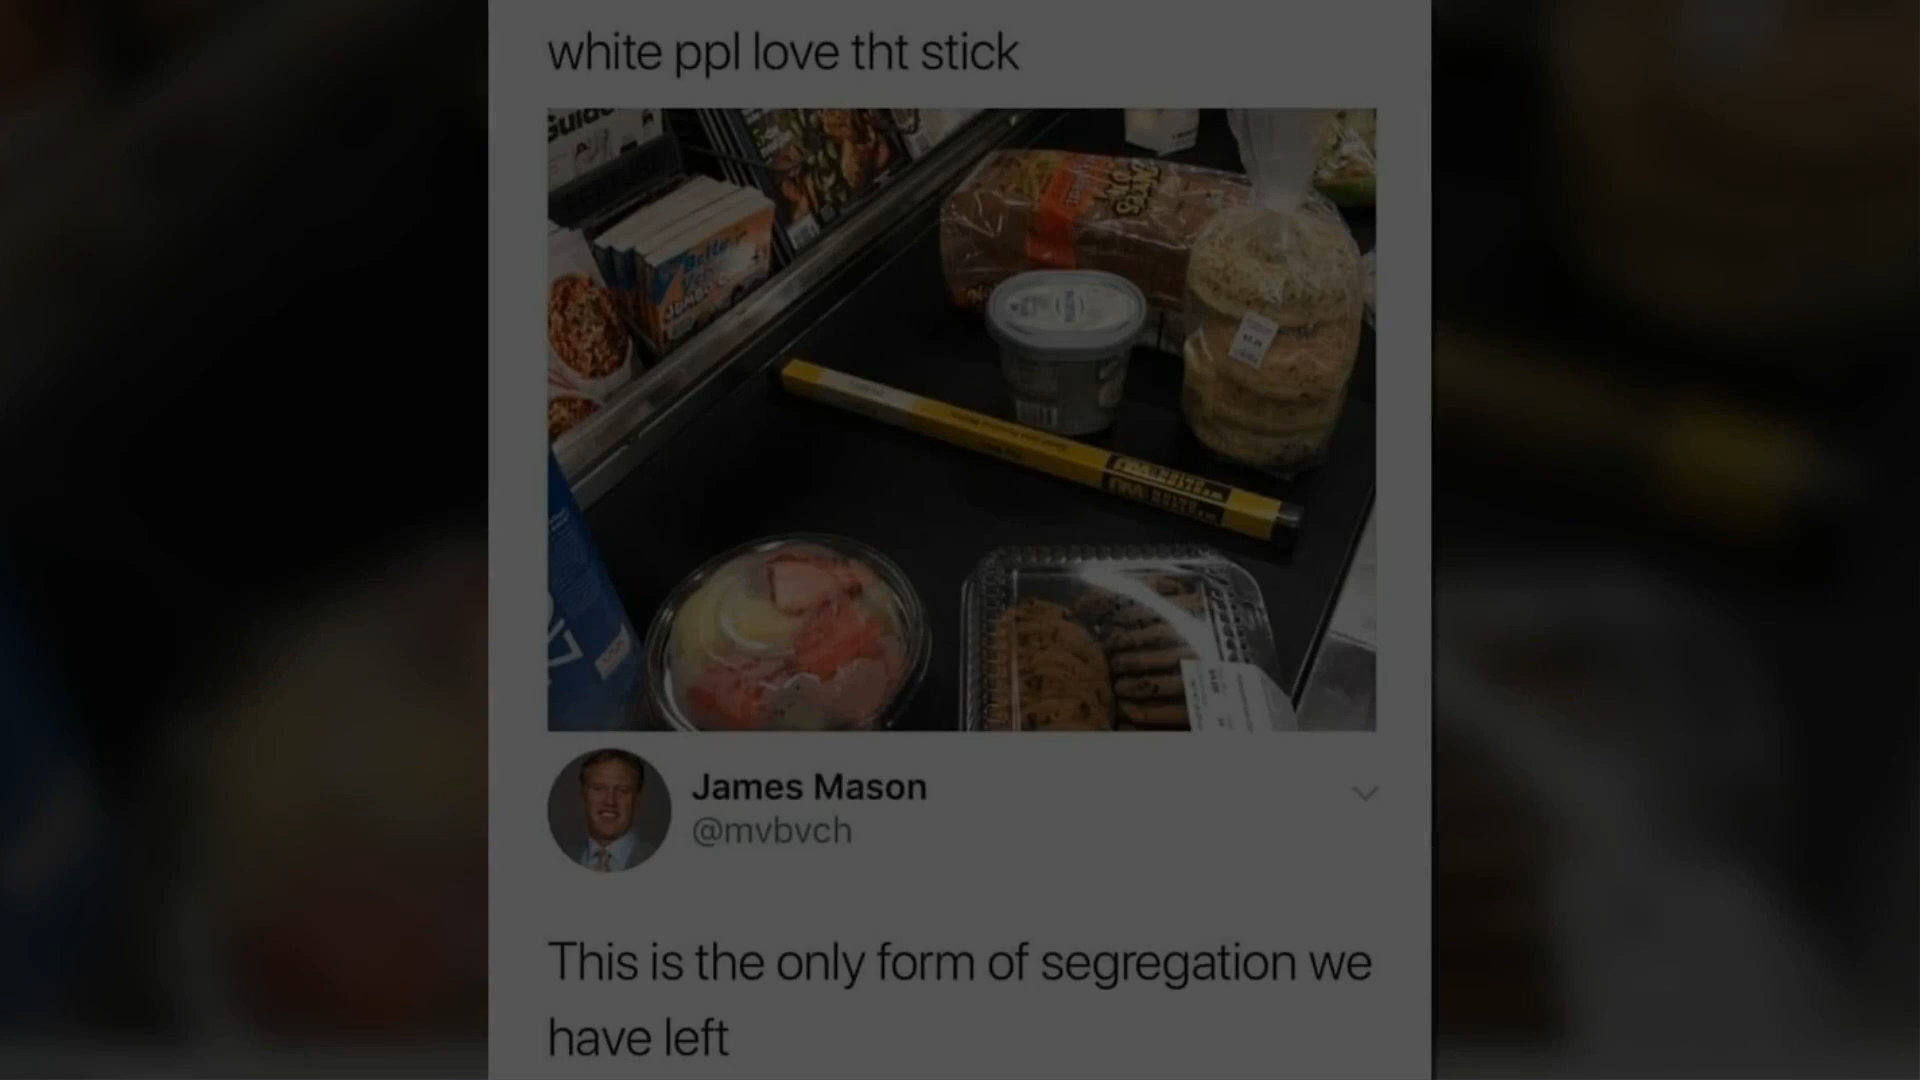 white ppl love tht stick
James Mason
@mvbvch
This is the only form of segregation we
have left